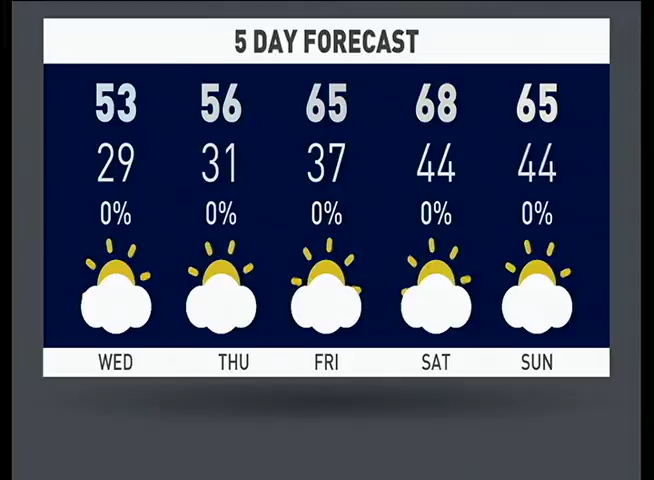 5 DAY FORECAST
53 56 65 68 65
29 31 37 44 44
0% 0% 0% 0% 0%
WED THU FRI SAT SUN